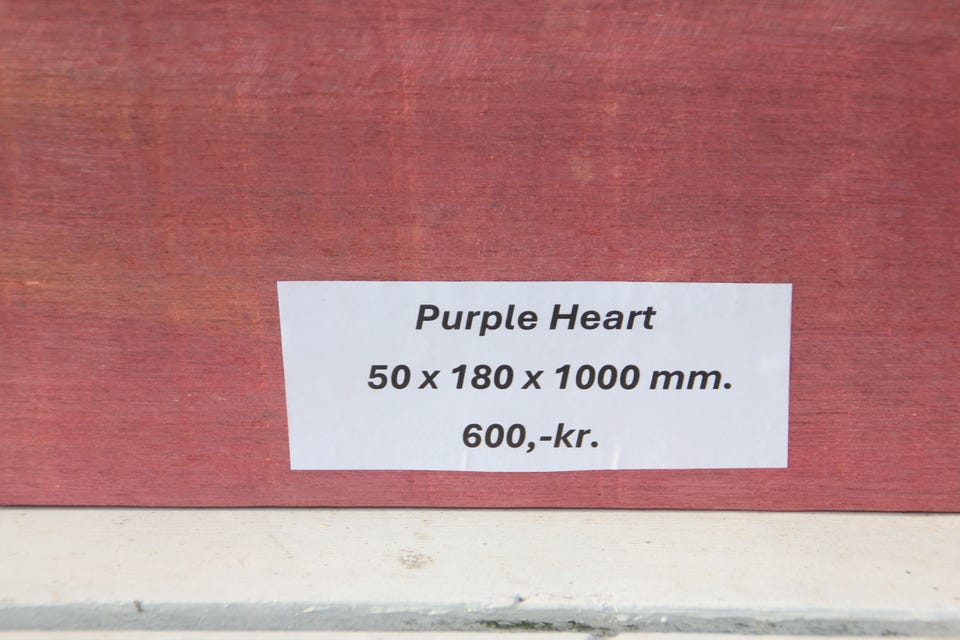 Purple Heart
50 x 180 x 1000 mm.
600,-kr.